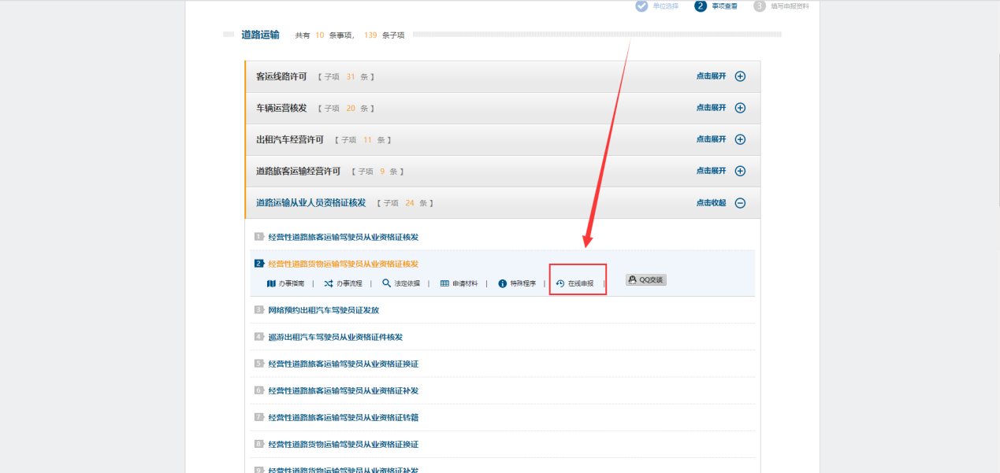 单位选择 2 事项查看 3 填写申报资料
道路运输 共有 10 条事项, 139 条子项
客运线路许可 【 子项 31 条 】 点击展开
车辆运营核发 【 子项 20 条 】 点击展开
出租汽车经营许可 【 子项 11 条 】 点击展开
道路旅客运输经营许可 【 子项 9 条 】 点击展开
道路运输从业人员资格证核发 【 子项 24 条 】 点击收起
1 经营性道路旅客运输驾驶员从业资格证核发
2 经营性道路货物运输驾驶员从业资格证核发
办事指南 | 办事流程 | 法定依据 | 申请材料 | 特殊程序 | 在线申报 | QQ交谈
3 网络预约出租汽车驾驶员证发放
4 巡游出租汽车驾驶员从业资格证件核发
5 经营性道路旅客运输驾驶员从业资格证换证
6 经营性道路旅客运输驾驶员从业资格证补发
7 经营性道路旅客运输驾驶员从业资格证转籍
8 经营性道路货物运输驾驶员从业资格证换证
9 经营性道路货物运输驾驶员从业资格证补发